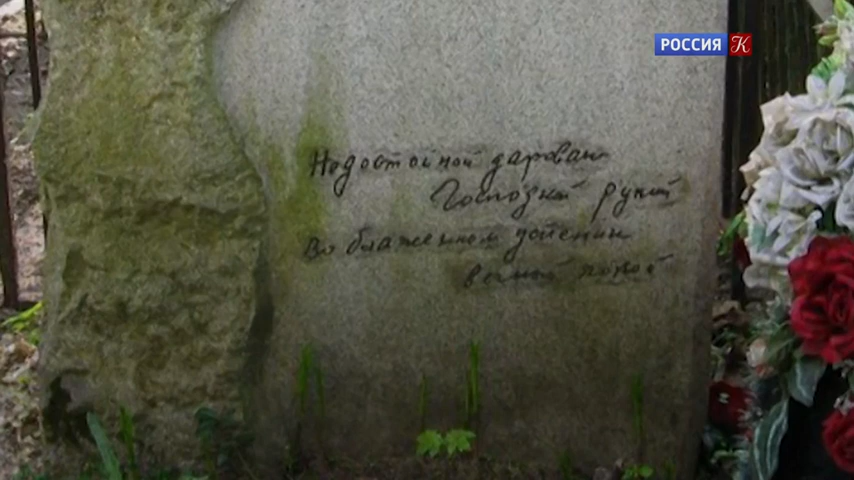 РОССИЯ К
Недостойной дарован
Господней рукой
Во блаженном успении
вечный покой